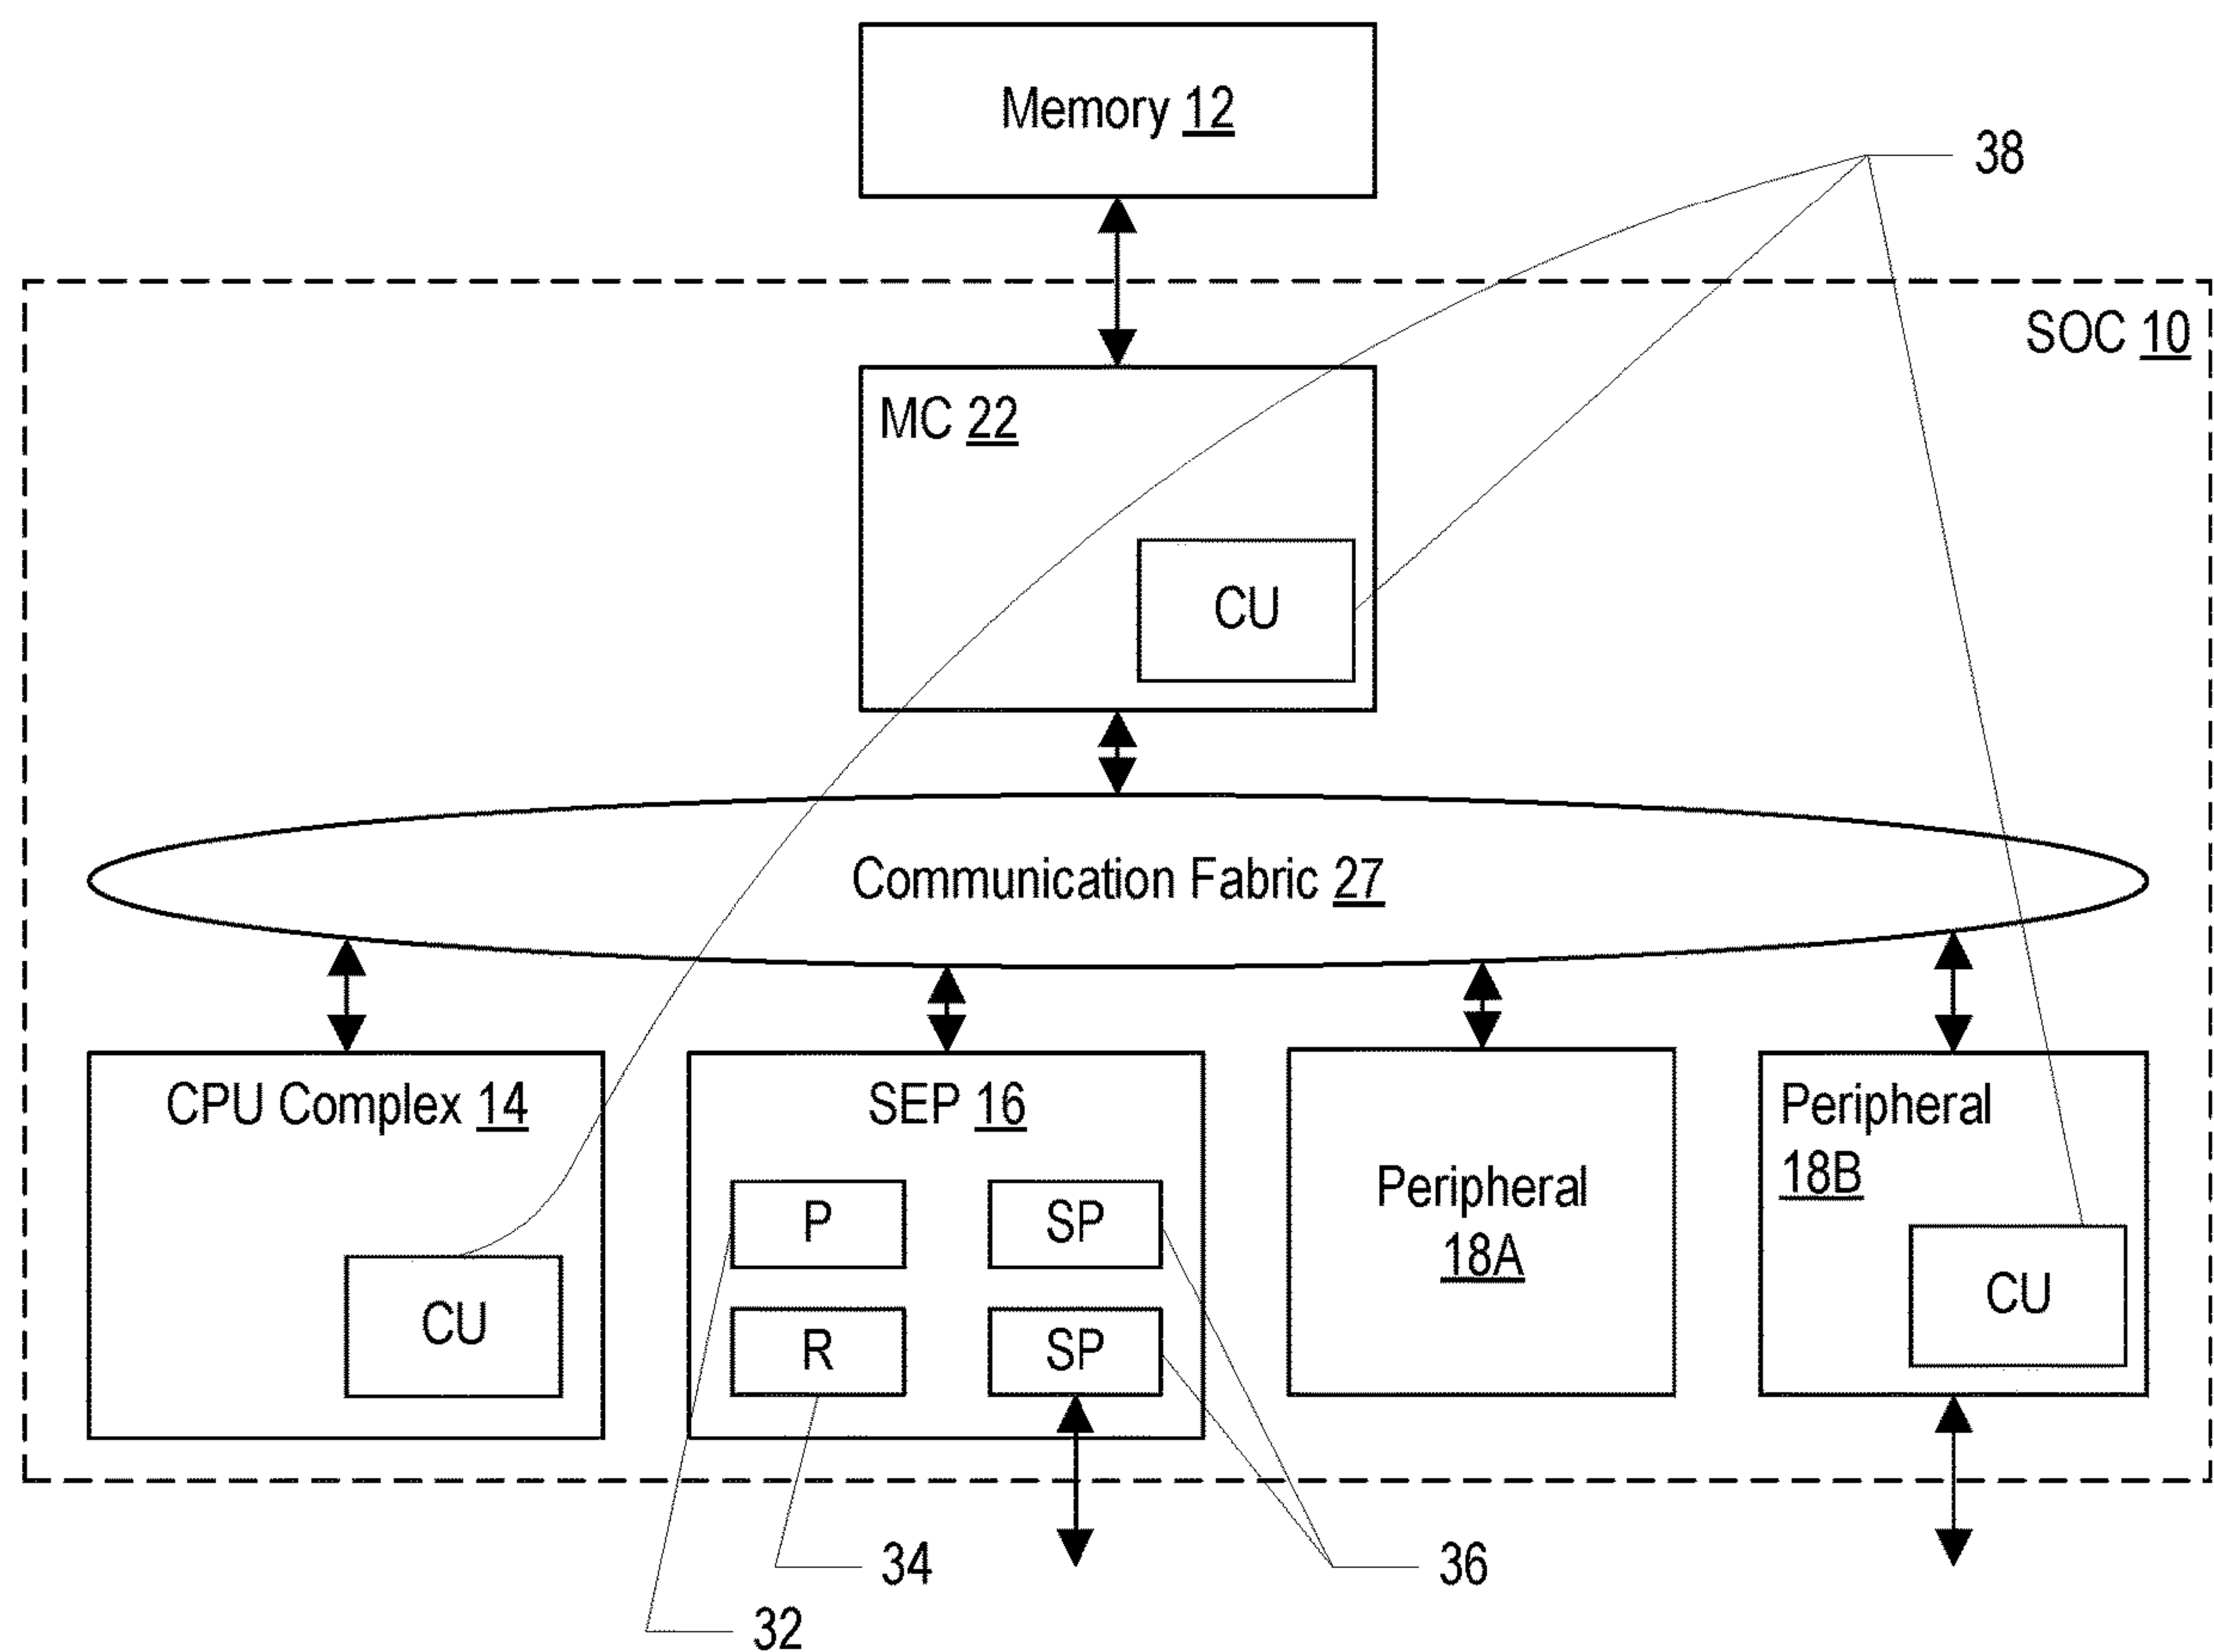 Memory 12
38
SOC 10
MC 22
CU
Communication Fabric 27
CPU Complex 14
CU
SEP 16
P
SP
R
SP
Peripheral
18A
Peripheral
18B
CU
34
36
32